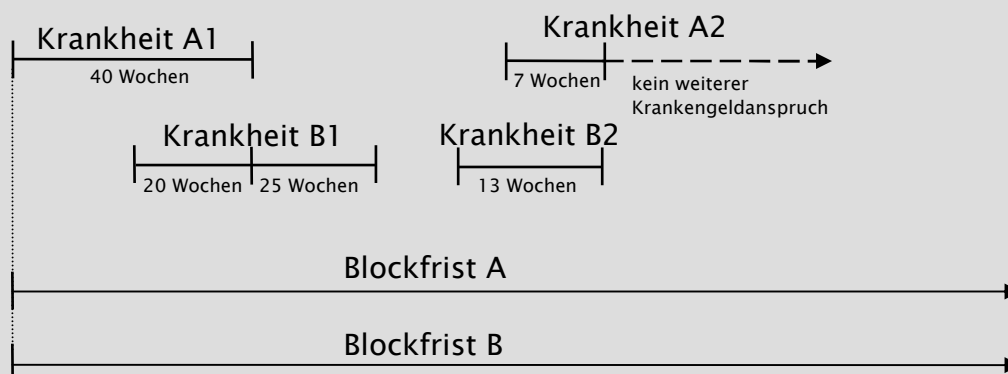 Krankheit A1
40 Wochen
Krankheit A2
7 Wochen
kein weiterer
Krankengeldanspruch
Krankheit B1
20 Wochen
25 Wochen
Krankheit B2
13 Wochen
Blockfrist A
Blockfrist B